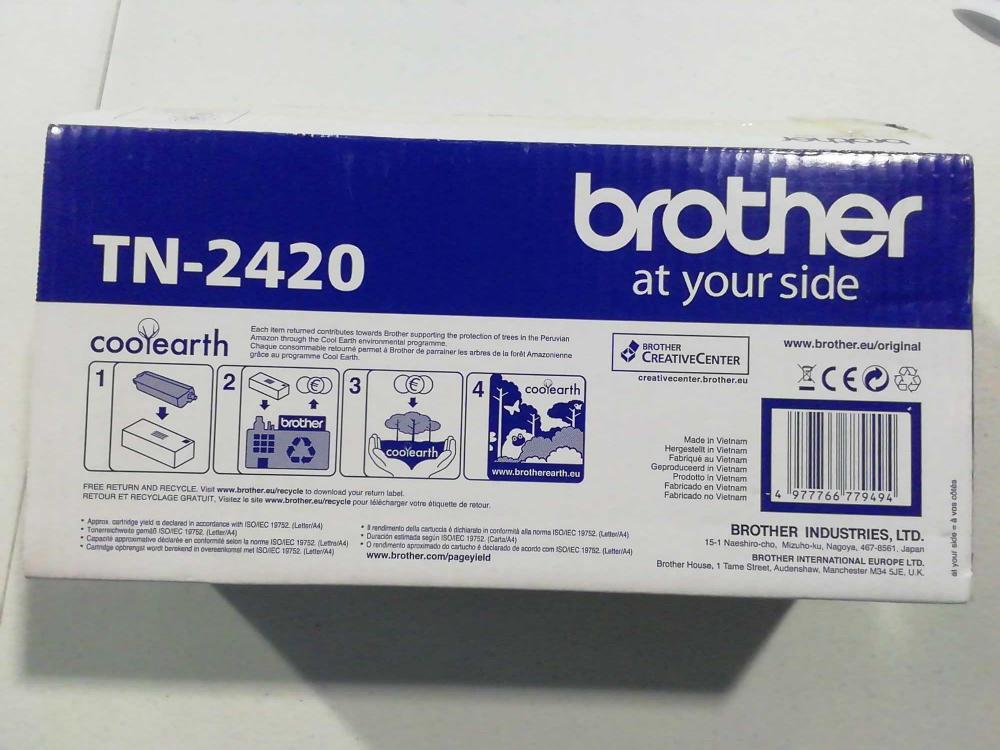 brother
at your side
TN-2420
coolearth
Each item returned contributes towards Brother supporting the protection of trees in the Peruvian
Amazon through the Cool Earth environmental programme.
Chaque consommable retourné permet à Brother de parrainer les arbres de la forêt Amazonienne
grâce au programme Cool Earth.
BROTHER
CREATIVECENTER
creativecenter.brother.eu
www.brother.eu/original
CE
1
2
brother
3
coolearth
4
coolearth
www.brotherearth.eu
Made in Vietnam
Hergestellt in Vietnam
Fabriqué au Vietnam
Geproduceerd in Vietnam
Prodotto in Vietnam
Fabricado en Vietnam
Fabricado no Vietnam
4 977766 779494
FREE RETURN AND RECYCLE. Visit www.brother.eu/recycle to download your return label.
RETOUR ET RECYCLAGE GRATUIT, Visitez le site www.brother.eu/recycle pour télécharger votre étiquette de retour.
• Approx. cartridge yield is declared in accordance with ISO/IEC 19752. (Letter/A4)
• Tonerreichweite gemäß ISO/IEC 19752. (Letter/A4)
• Capacité approximative déclarée en conformité selon la norme ISO/IEC 19752. (Lettre/A4)
• Cartridge opbrengst wordt berekend in overeenkomst met ISO/IEC 19752. (Letter/A4)
• Il rendimento della cartuccia è dichiarato in conformità alla norma ISO/IEC 19752. (Letter/A4)
• Duración estimada según ISO/IEC 19752. (Carta/A4)
• O rendimento aproximado do cartucho é declarado de acordo com ISO/IEC 19752. (Letter/A4)
www.brother.com/pageyield
BROTHER INDUSTRIES, LTD.
15-1 Naeshiro-cho, Mizuho-ku, Nagoya, 467-8561, Japan
BROTHER INTERNATIONAL EUROPE LTD.
Brother House, 1 Tame Street, Audenshaw, Manchester M34 5JE, U.K.
at your side = à vos côtés